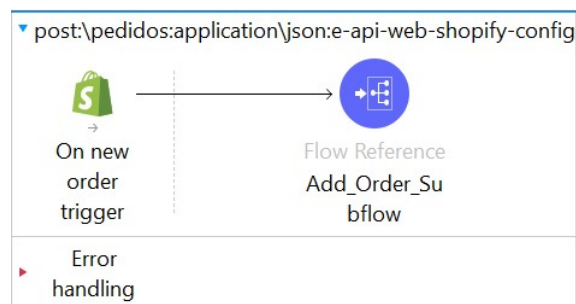 post:\pedidos:application\json:e-api-web-shopify-config
On new
order
trigger
Flow Reference
Add_Order_Su
bflow
Error
handling